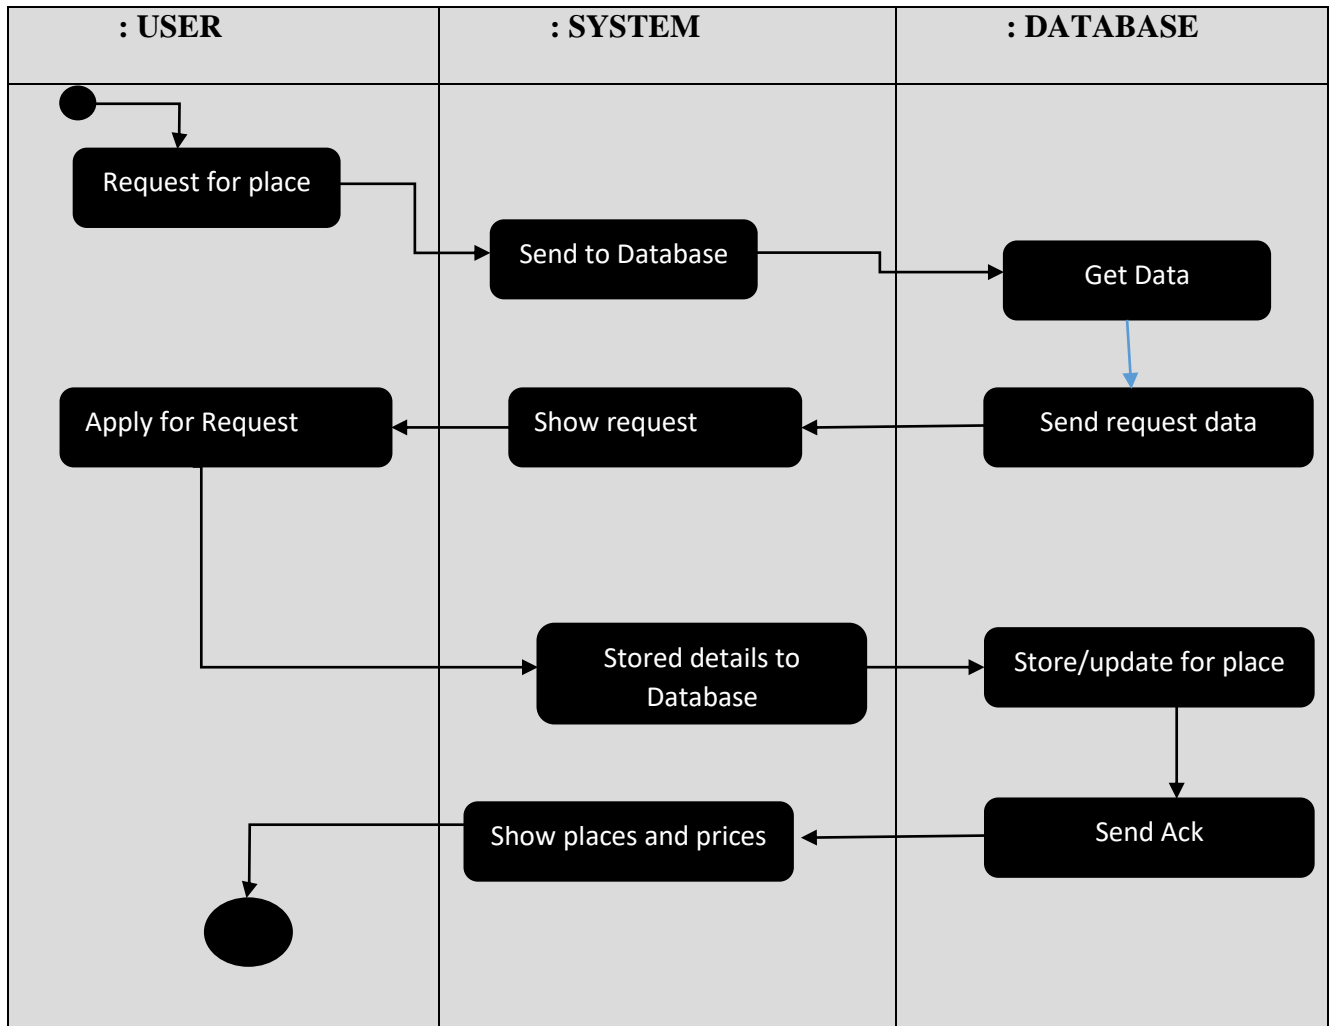 : USER
: SYSTEM
: DATABASE
Request for place
Send to Database
Get Data
Apply for Request
Show request
Send request data
Stored details to
Database
Store/update for place
Show places and prices
Send Ack